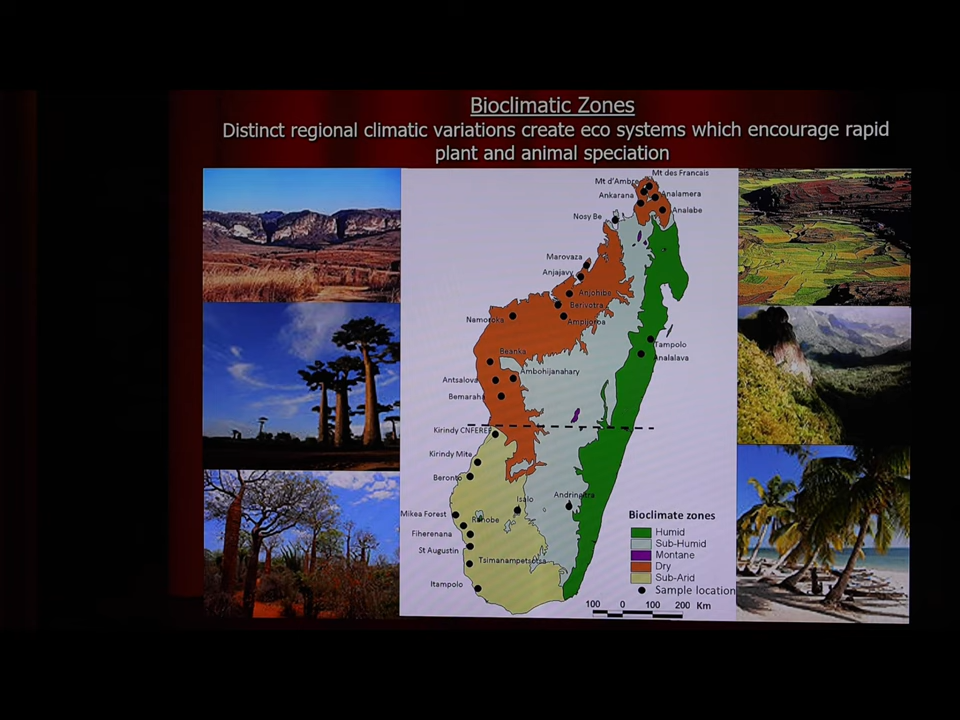 Bioclimatic Zones
Distinct regional climatic variations create eco systems which encourage rapid
plant and animal speciation
Mt des Francais
Mt d'Ambre
Ankarana
Analamera
Analabe
Nosy Be
Marovaza
Anjajavy
Anjohibe
Berivotra
Namoroka
Ampijoroa
Tampolo
Analalava
Beanka
Ambohijanahary
Antsalova
Bemaraha
Kirindy CNFEREF
Kirindy Mite
Beronto
Isalo
Andringitra
Mikea Forest
Ranobe
Fiherenana
St Augustin
Tsimanampetsotsa
Itampolo
Bioclimate zones
Humid
Sub-Humid
Montane
Dry
Sub-Arid
Sample location
100 0 100 200 Km